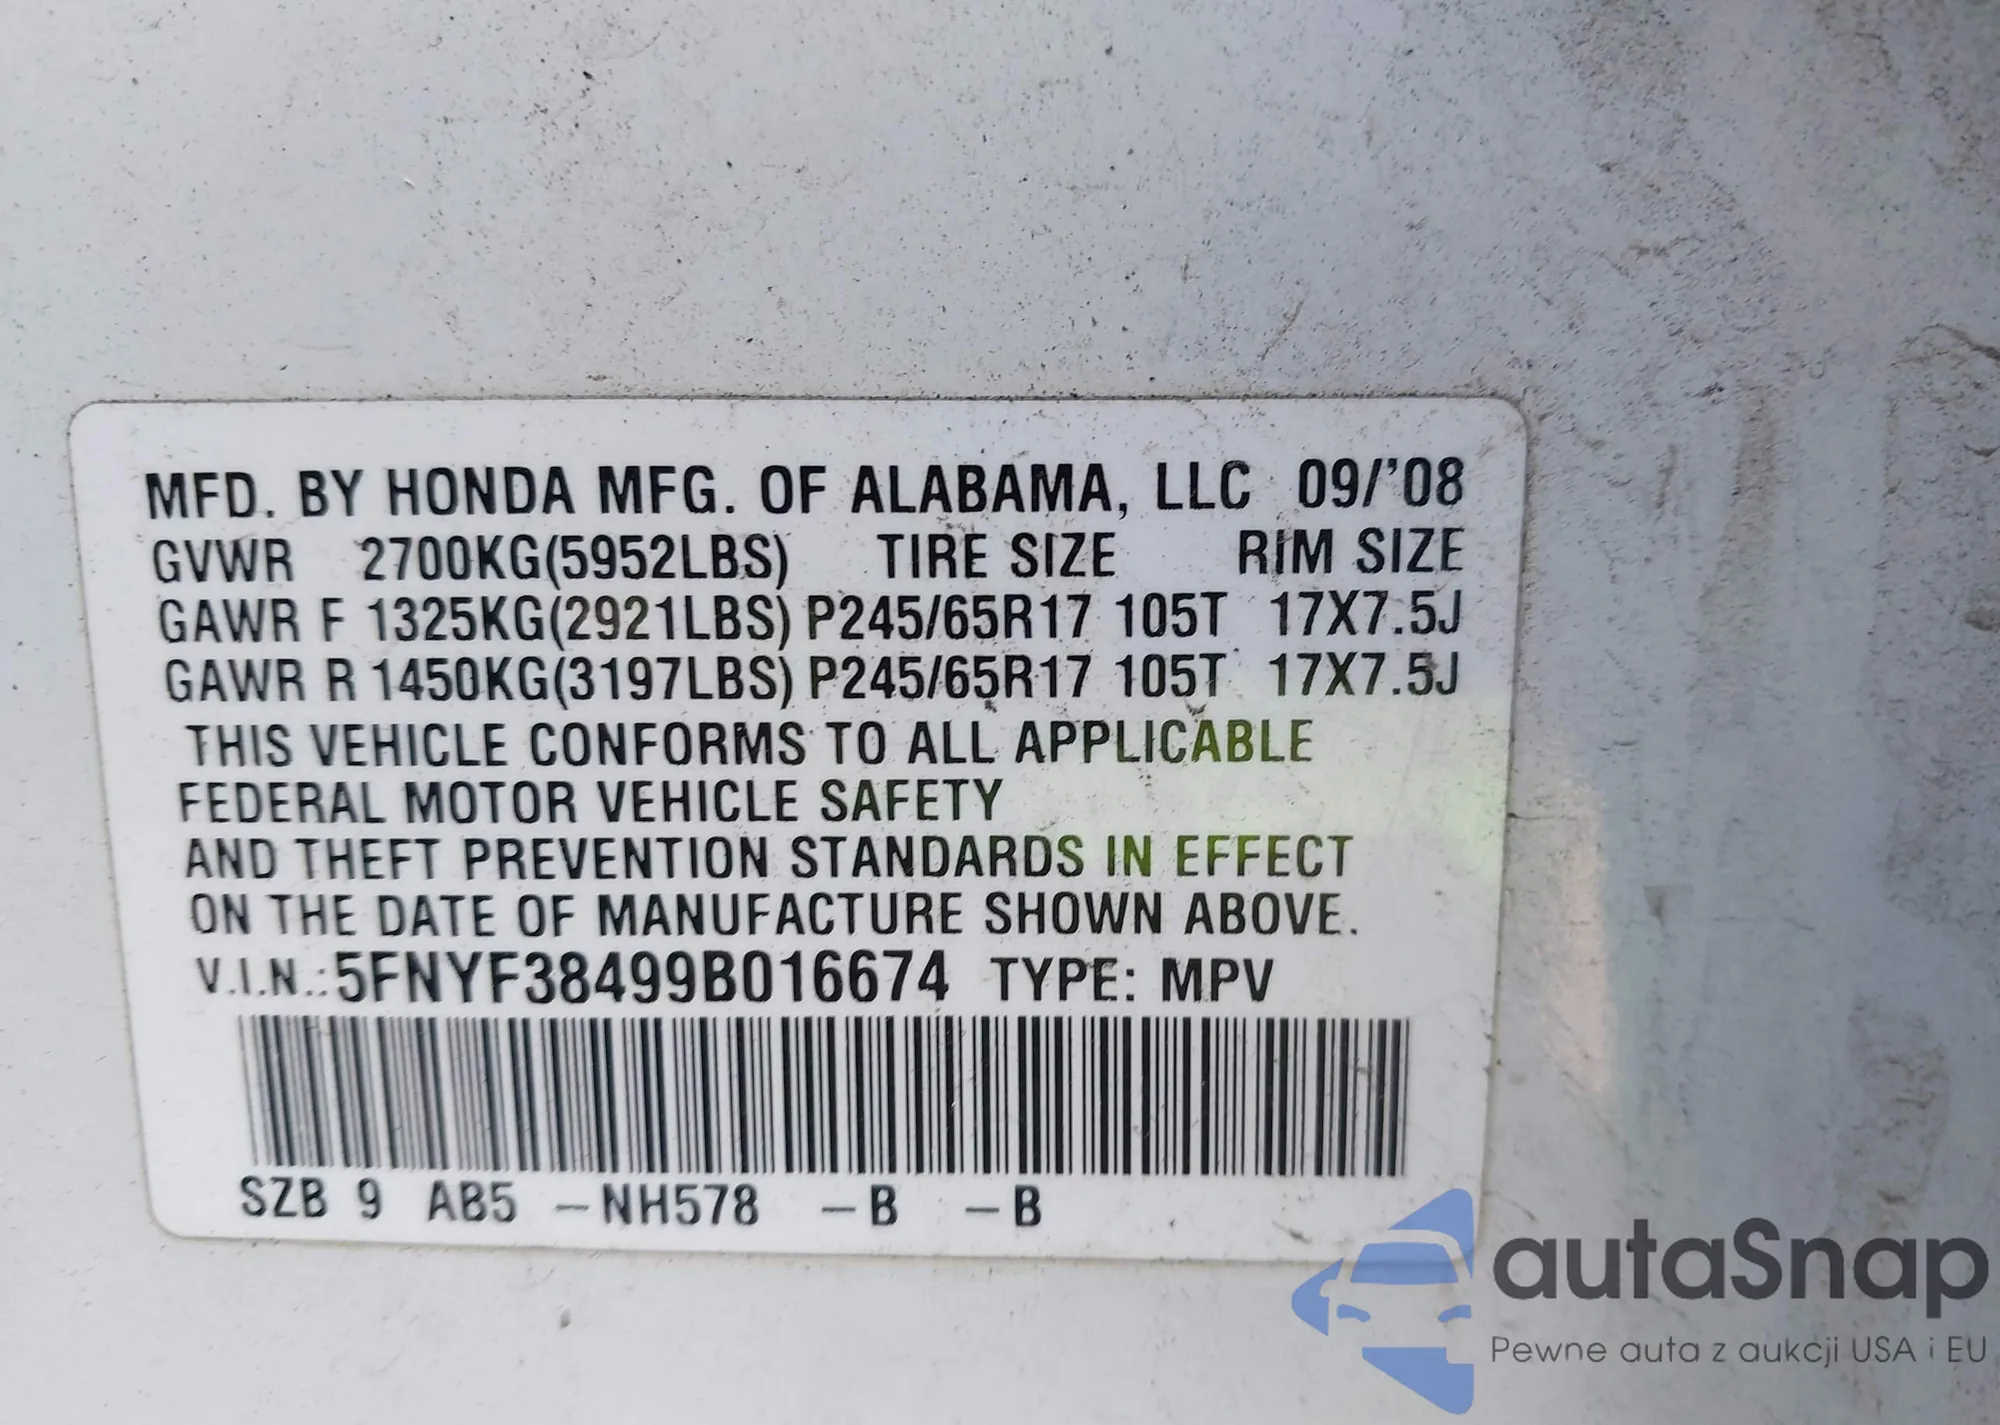 MFD. BY HONDA MFG. OF ALABAMA, LLC 09/'08
GVWR 2700KG(5952LBS) TIRE SIZE RIM SIZE
GAWR F 1325KG(2921LBS) P245/65R17 105T 17X7.5J
GAWR R 1450KG(3197LBS) P245/65R17 105T 17X7.5J
THIS VEHICLE CONFORMS TO ALL APPLICABLE
FEDERAL MOTOR VEHICLE SAFETY
AND THEFT PREVENTION STANDARDS IN EFFECT
ON THE DATE OF MANUFACTURE SHOWN ABOVE.
V.I.N.:5FNYF38499B016674 TYPE: MPV
SZB 9 AB5 –NH578 –B –B
autaSnap
Pewne auta z aukcji USA i EU